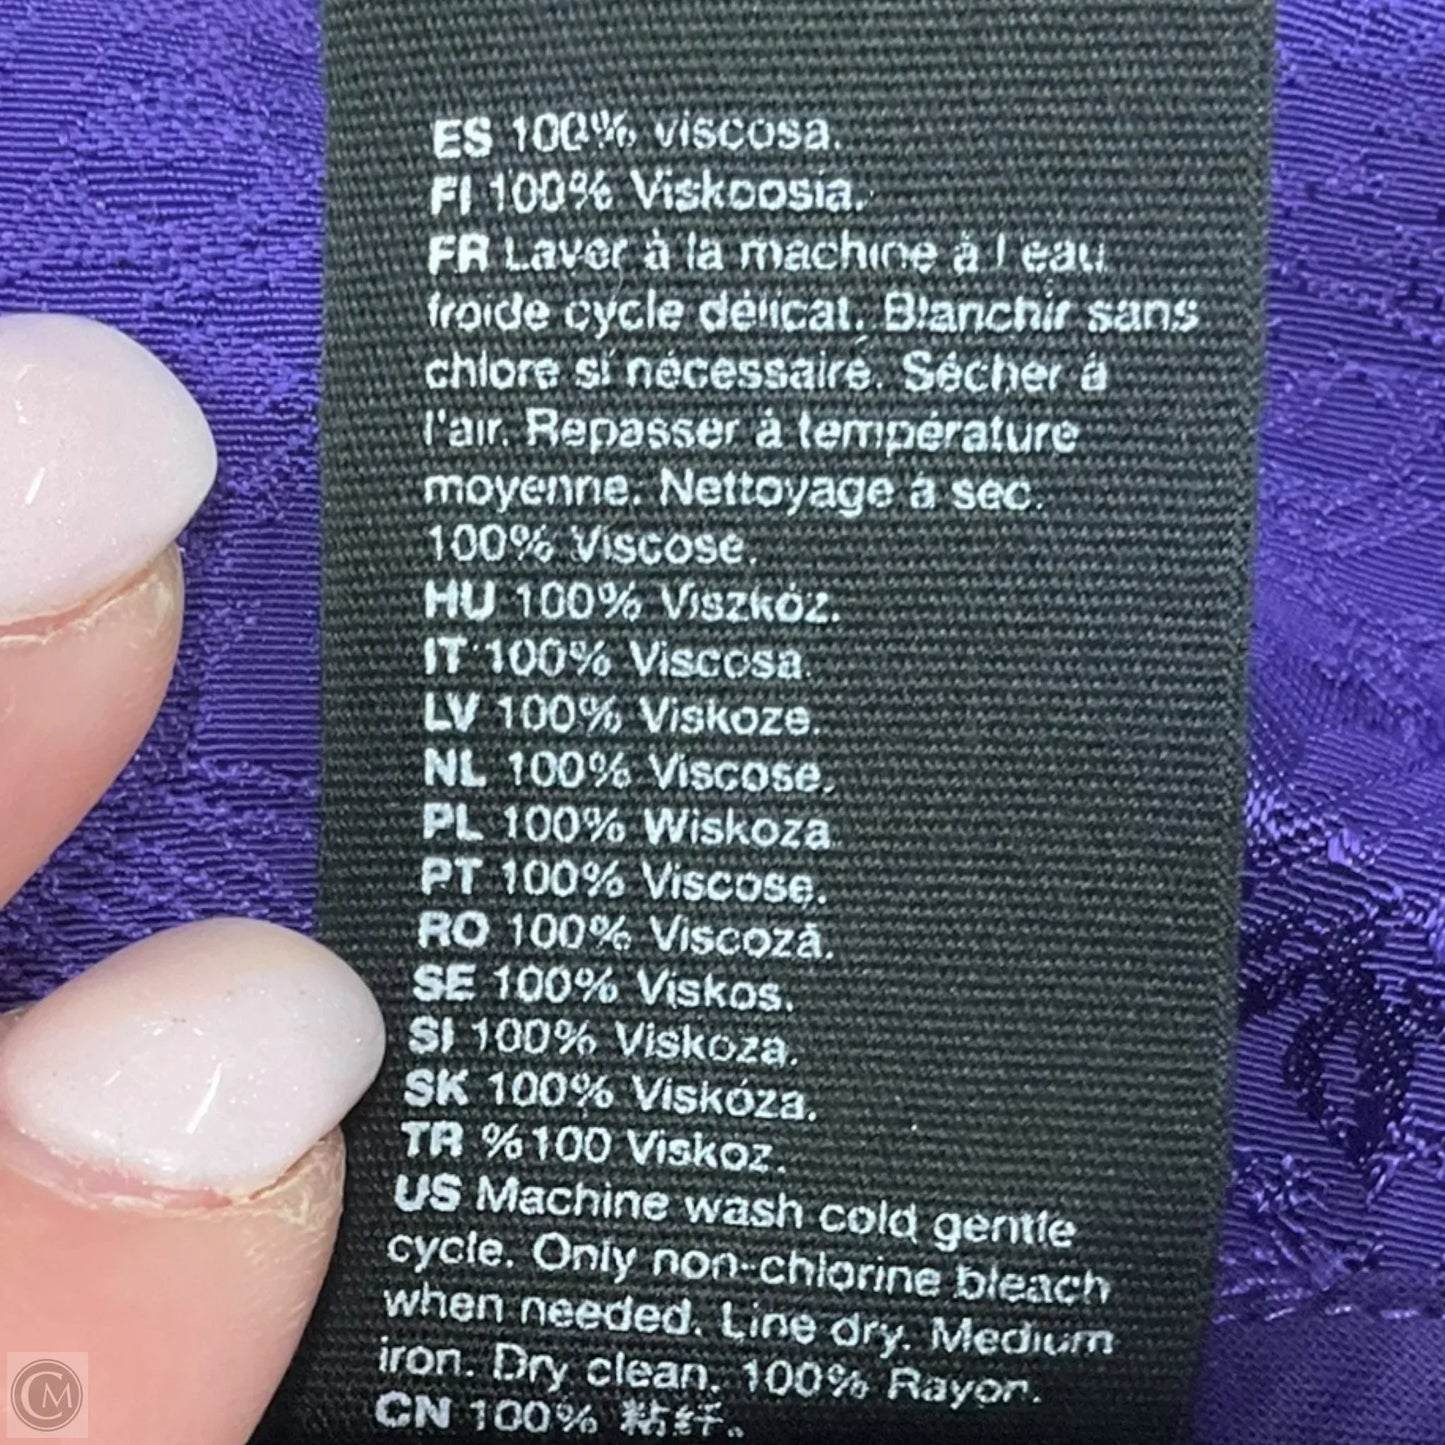 ES 100% viscosa.
FI 100% Viskoosia.
FR Laver à la machine à l'eau
froide cycle délicat. Blanchir sans
chlore si nécessaire. Sécher à
l'air. Repasser à température
moyenne. Nettoyage à sec.
100% Viscose.
HU 100% Viszkóz.
IT 100% Viscosa.
LV 100% Viskoze.
NL 100% Viscose.
PL 100% Wiskoza
PT 100% Viscose.
RO 100% Viscoză.
SE 100% Viskos.
SI 100% Viskoza.
SK 100% Viskóza.
TR %100 Viskoz.
US Machine wash cold gentle
cycle. Only non-chlorine bleach
when needed. Line dry. Medium
iron. Dry clean. 100% Rayon.
CN 100% 粘纤。
CM